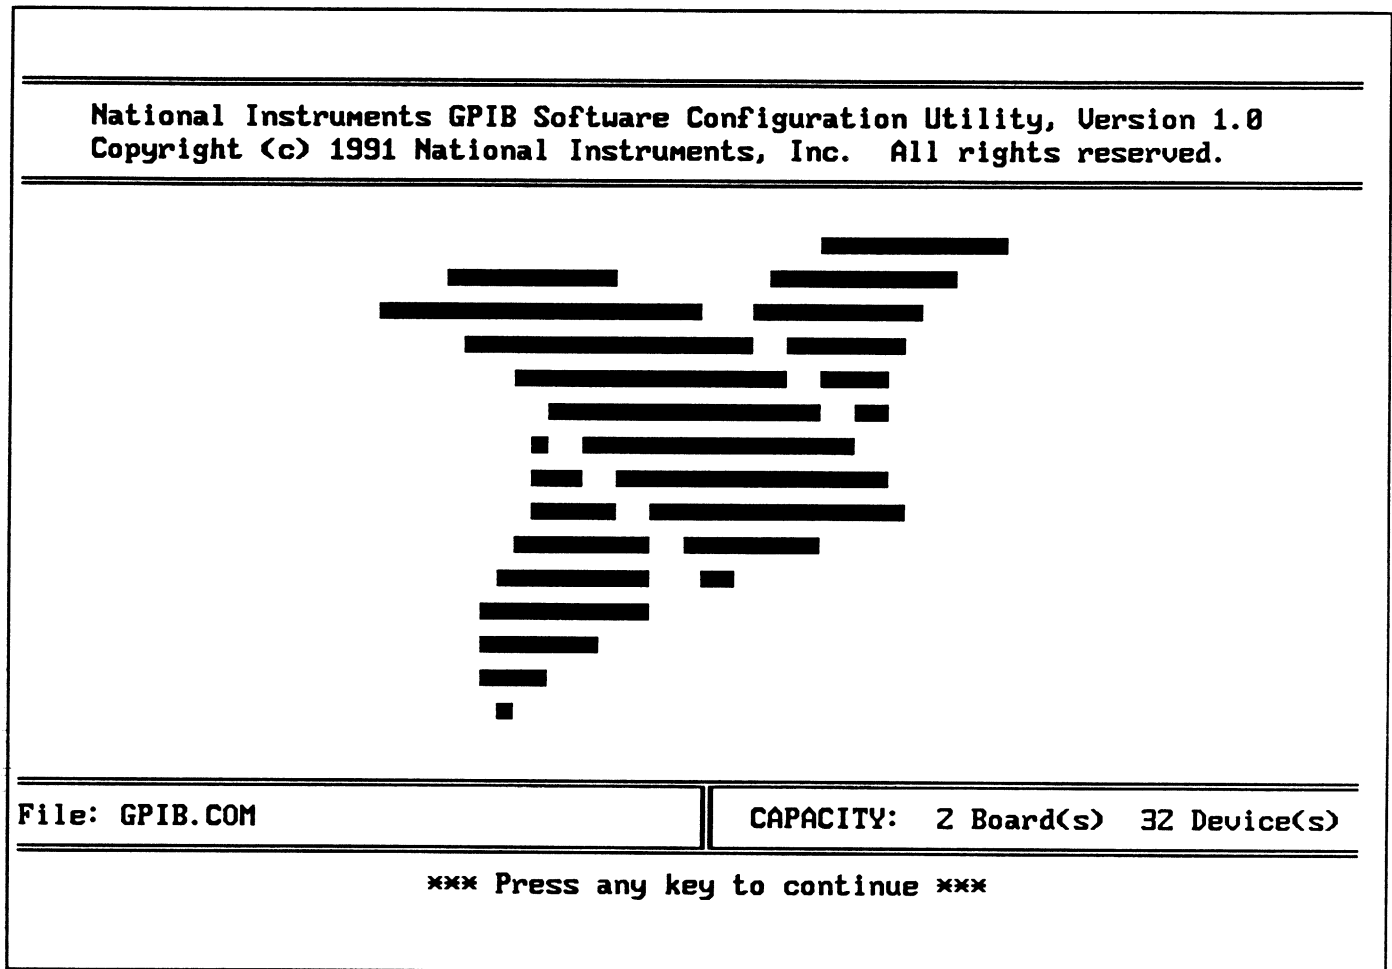 National Instruments GPIB Software Configuration Utility, Version 1.0
Copyright (c) 1991 National Instruments, Inc.  All rights reserved.
File: GPIB.COM
CAPACITY:  2 Board(s)  32 Device(s)
*** Press any key to continue ***